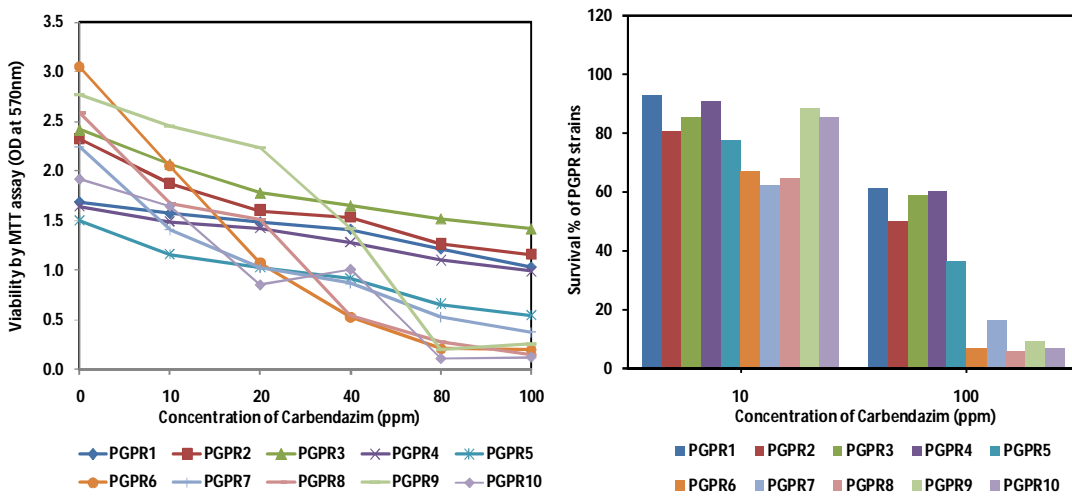 3.5
3.0
2.5
2.0
1.5
1.0
0.5
0.0
Viability by MTT assay (OD at 570nm)
0 10 20 40 80 100
Concentration of Carbendazim (ppm)
PGPR1 PGPR2 PGPR3 PGPR4 PGPR5
PGPR6 PGPR7 PGPR8 PGPR9 PGPR10
120
100
80
60
40
20
0
Survival % of PGPR strains
10 100
Concentration of Carbendazim (ppm)
PGPR1 PGPR2 PGPR3 PGPR4 PGPR5
PGPR6 PGPR7 PGPR8 PGPR9 PGPR10